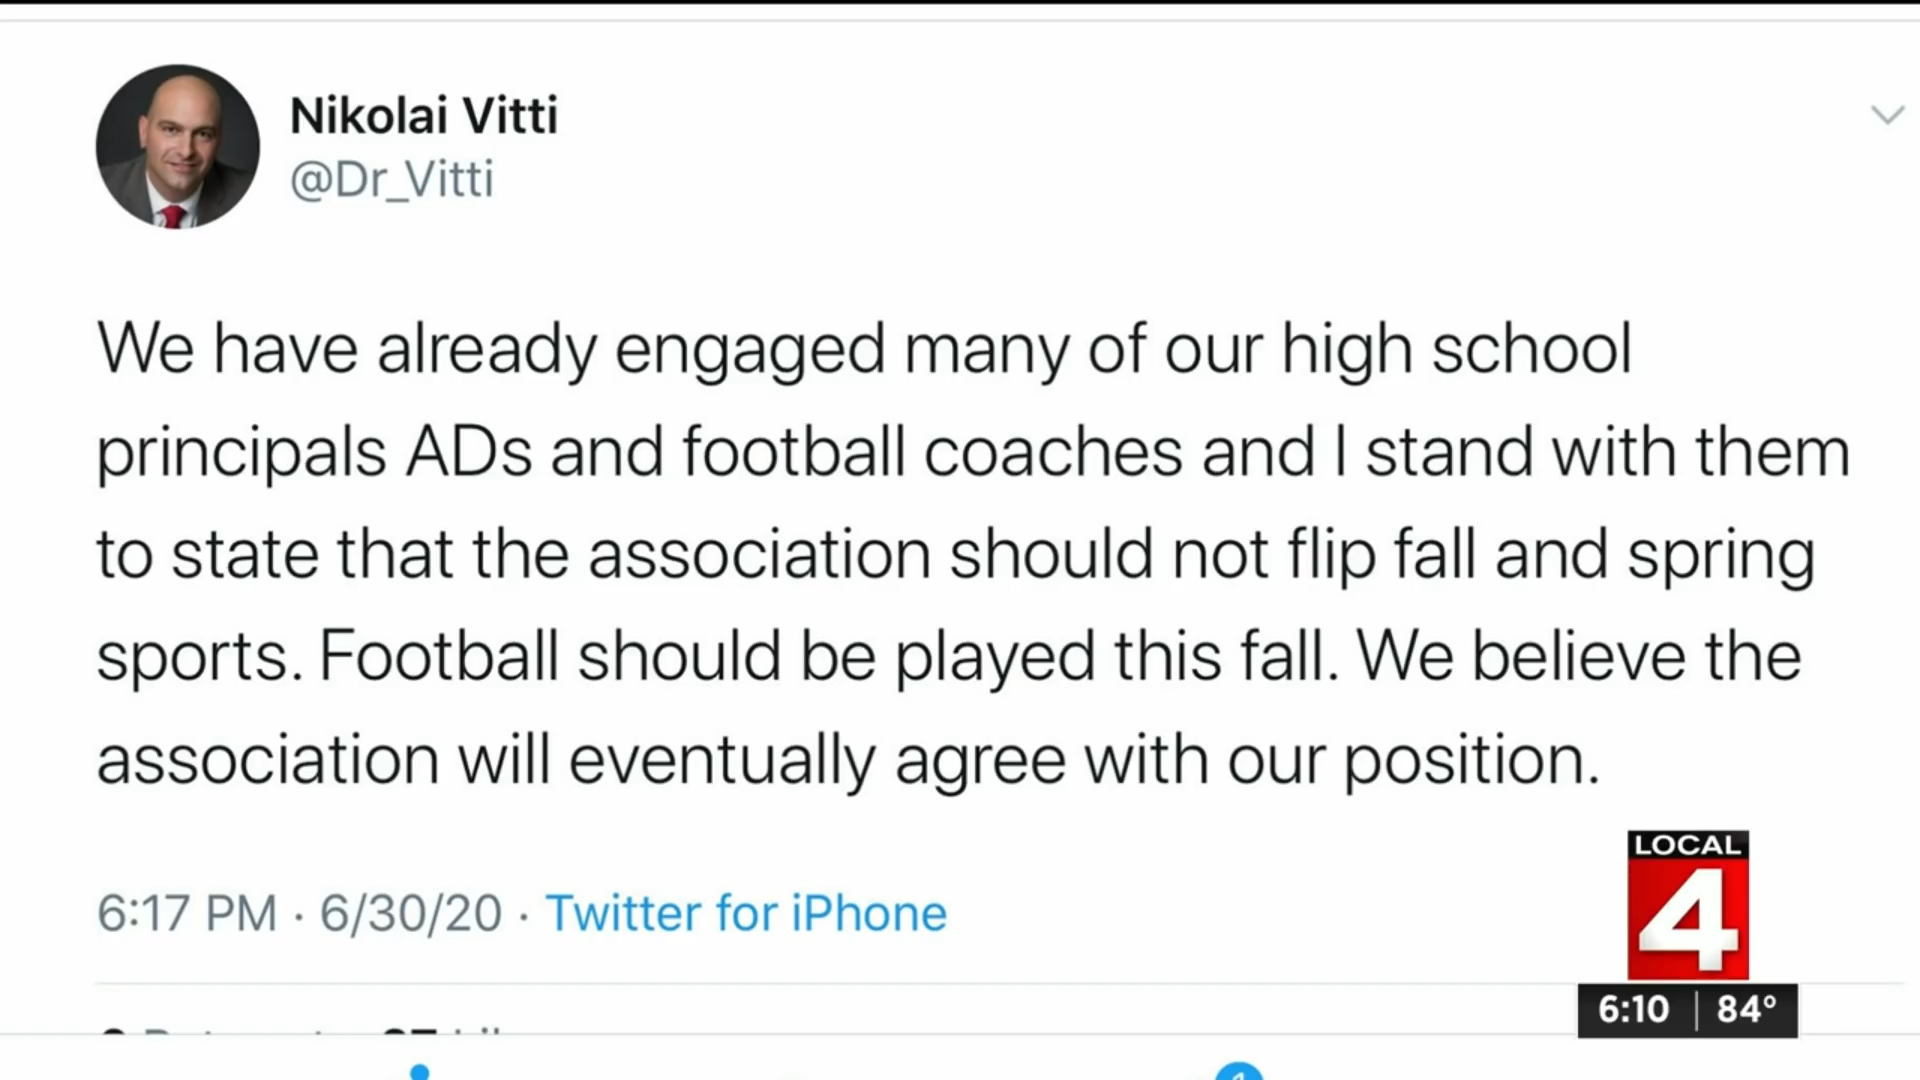 Nikolai Vitti
@Dr_Vitti
We have already engaged many of our high school
principals ADs and football coaches and I stand with them
to state that the association should not flip fall and spring
sports. Football should be played this fall. We believe the
association will eventually agree with our position.
6:17 PM · 6/30/20 · Twitter for iPhone
LOCAL
4
6:10 | 84°